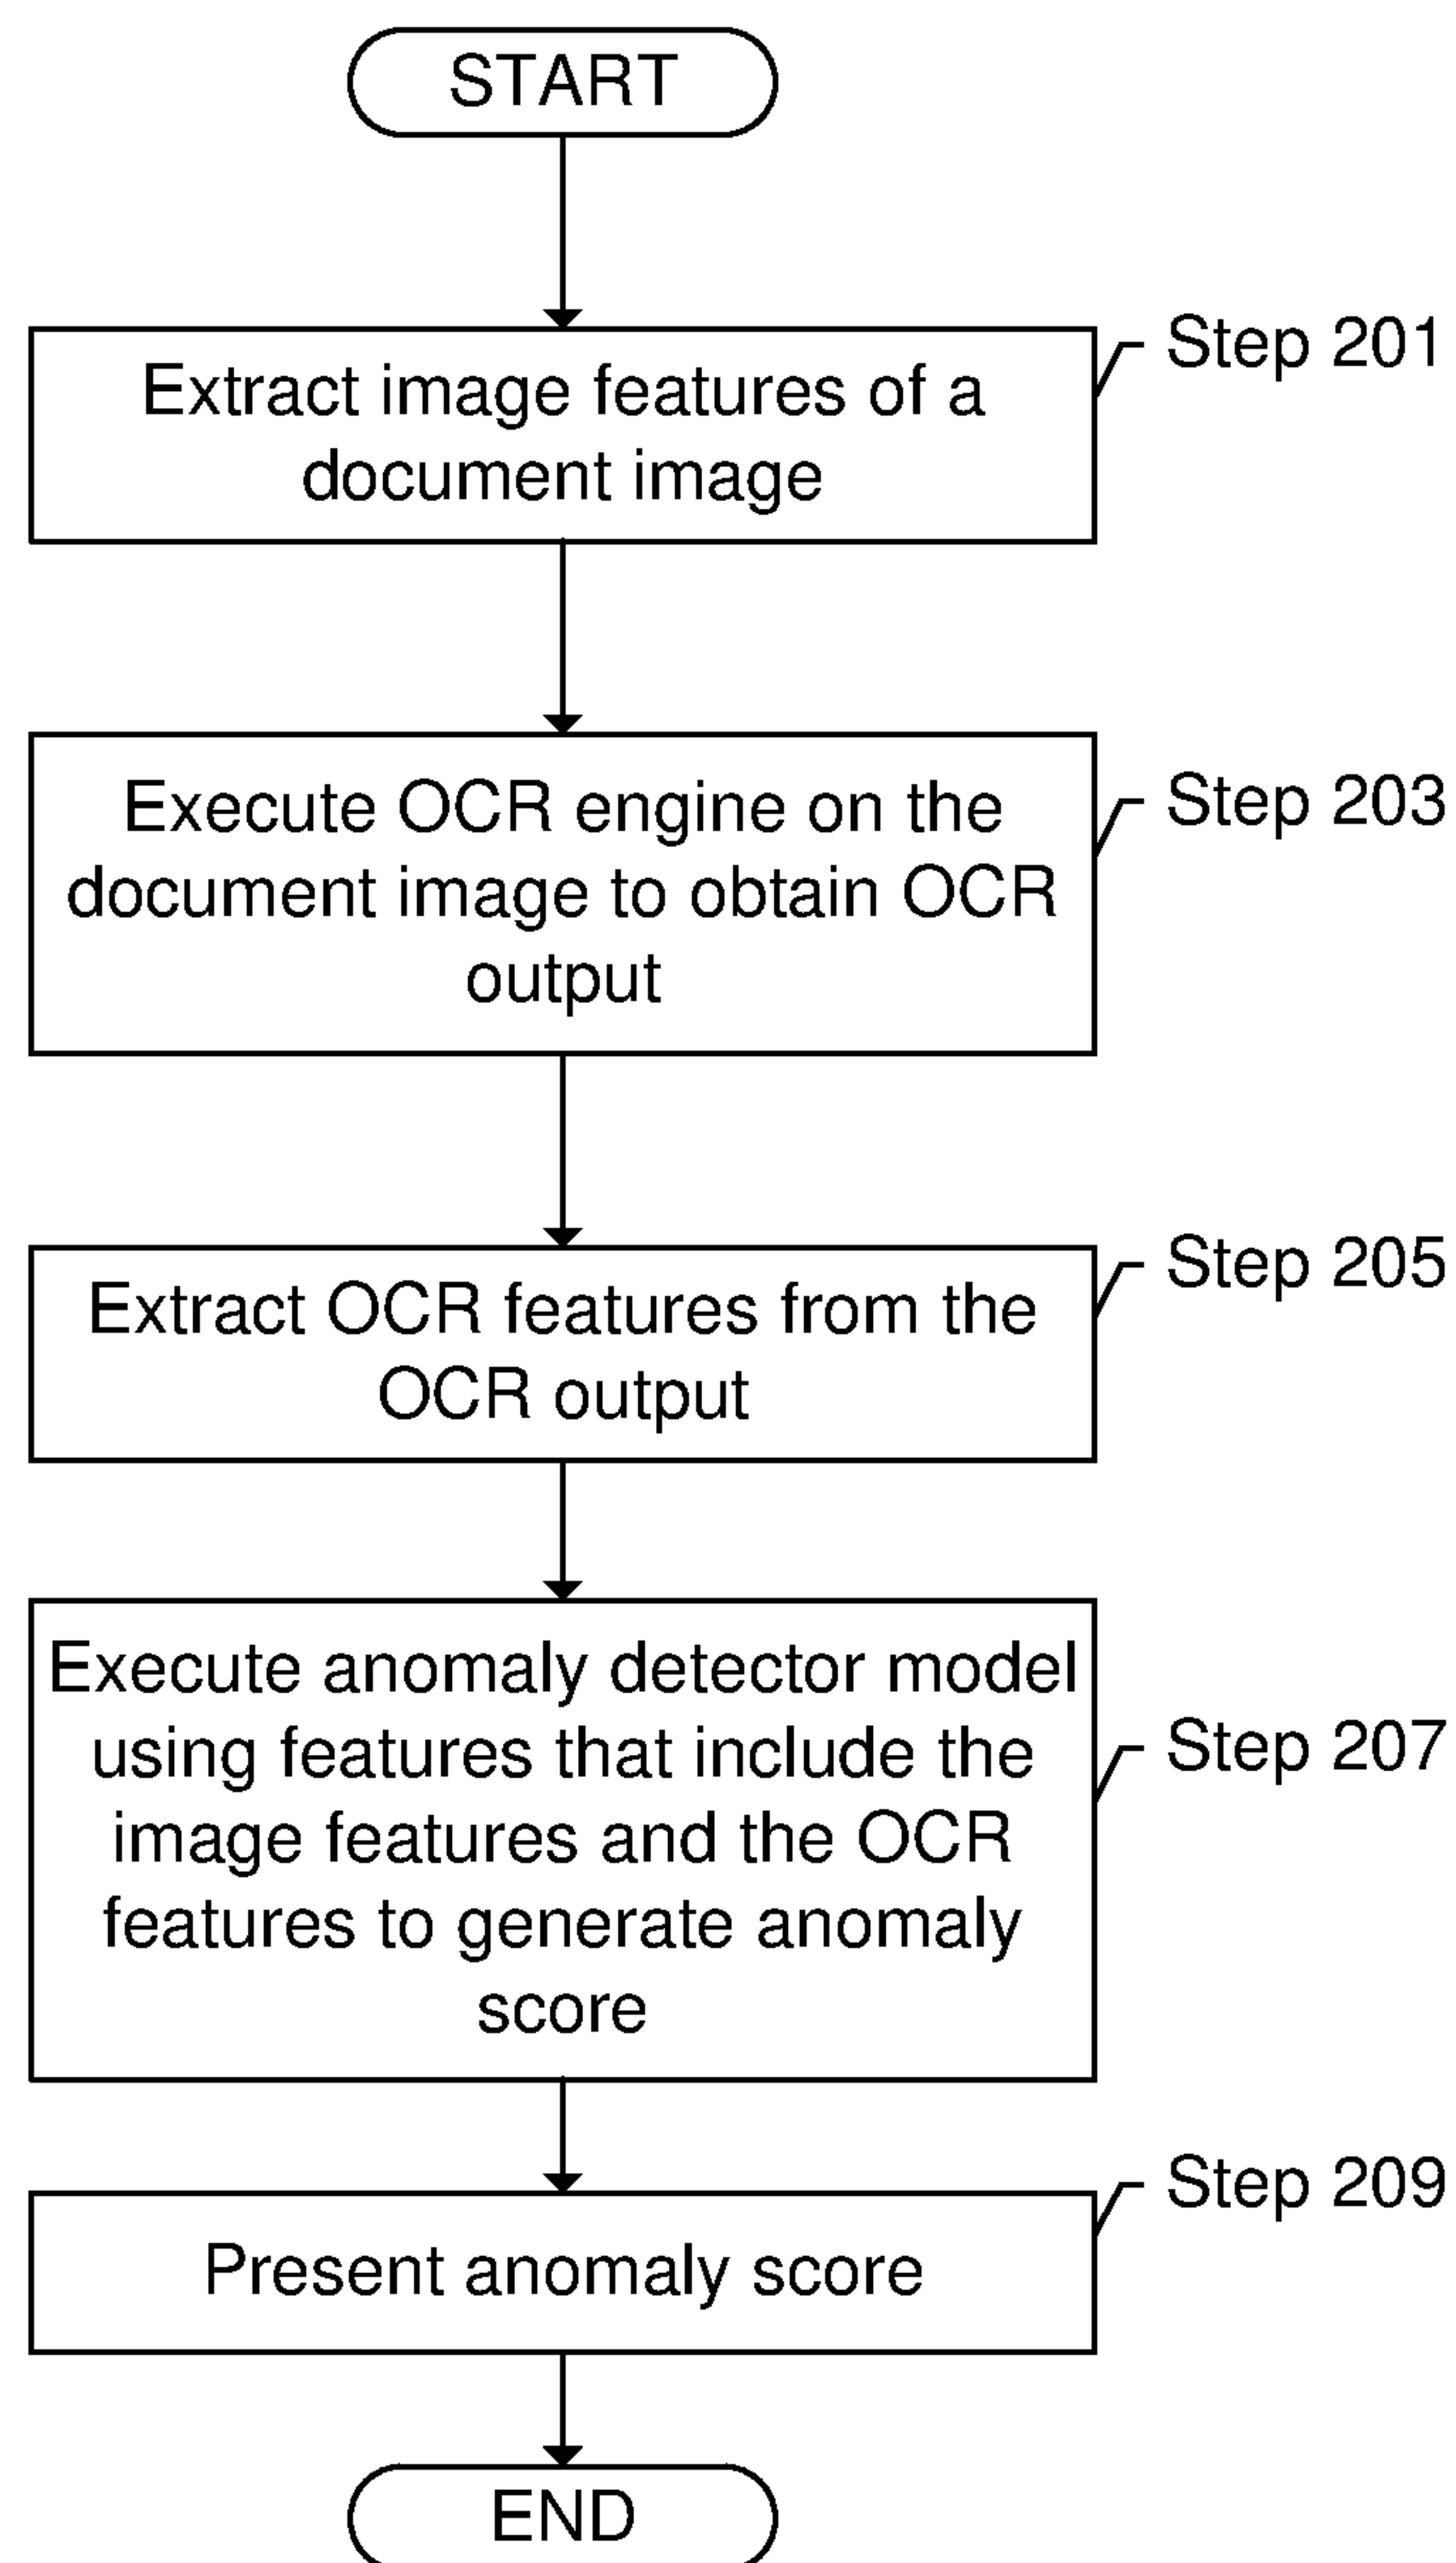 START
Step 201
Extract image features of a
document image
Step 203
Execute OCR engine on the
document image to obtain OCR
output
Step 205
Extract OCR features from the
OCR output
Execute anomaly detector model
using features that include the
Step 207
image features and the OCR
features to generate anomaly
score
Step 209
Present anomaly score
END